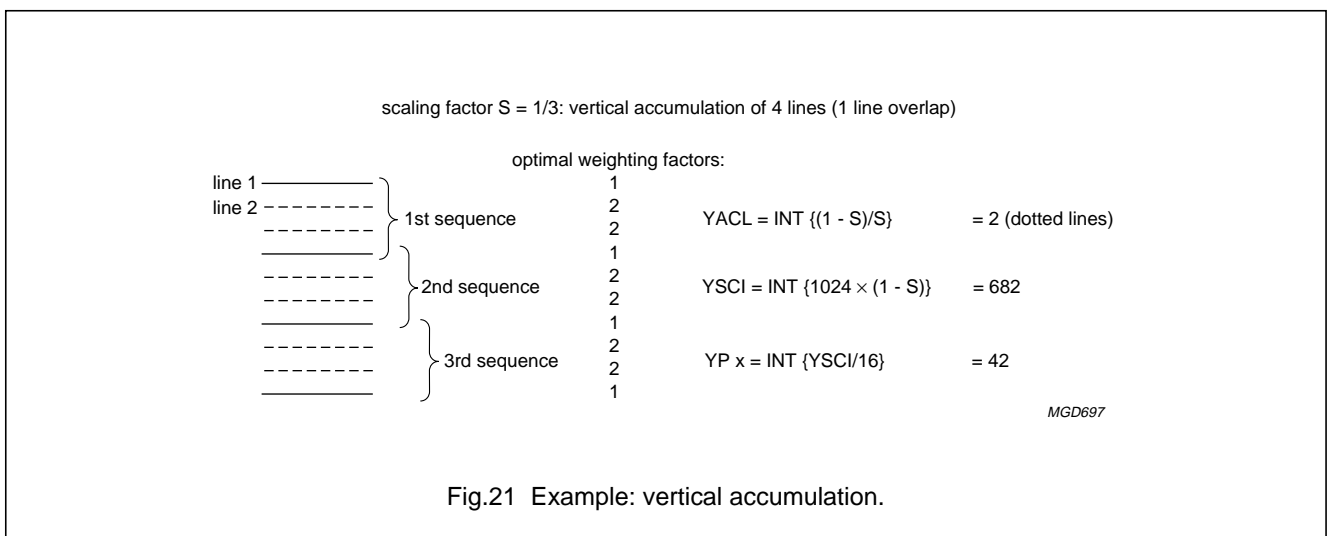 scaling factor S = 1/3: vertical accumulation of 4 lines (1 line overlap)
optimal weighting factors:
line 1
1
line 2
2
1st sequence
YACL = INT {(1 - S)/S}
= 2 (dotted lines)
2
1
2
2nd sequence
YSCI = INT {1024 × (1 - S)}
= 682
2
1
2
3rd sequence
YP x = INT {YSCI/16}
= 42
2
1
MGD697
Fig.21 Example: vertical accumulation.